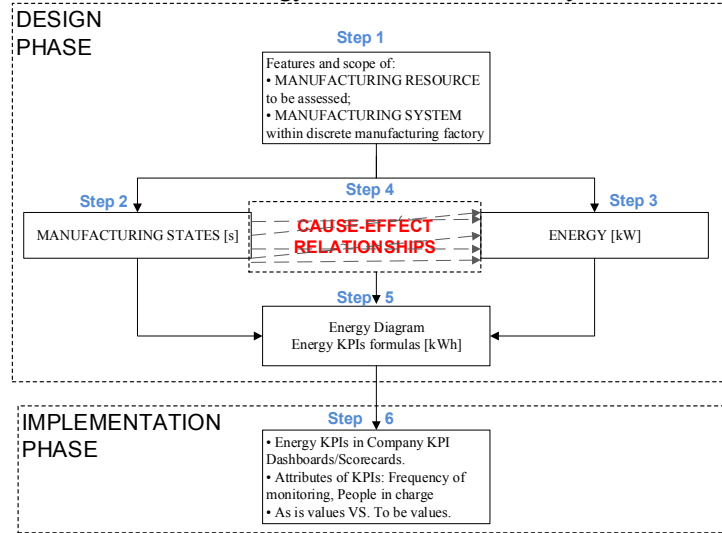 DESIGN
PHASE
Step 1
Features and scope of:
• MANUFACTURING RESOURCE
to be assessed;
• MANUFACTURING SYSTEM
within discrete manufacturing factory
Step 2
Step 4
Step 3
MANUFACTURING STATES [s]
CAUSE-EFFECT
RELATIONSHIPS
ENERGY [kW]
Step 5
Energy Diagram
Energy KPIs formulas [kWh]
IMPLEMENTATION
PHASE
Step 6
• Energy KPIs in Company KPI
Dashboards/Scorecards.
• Attributes of KPIs: Frequency of
monitoring, People in charge
• As is values VS. To be values.